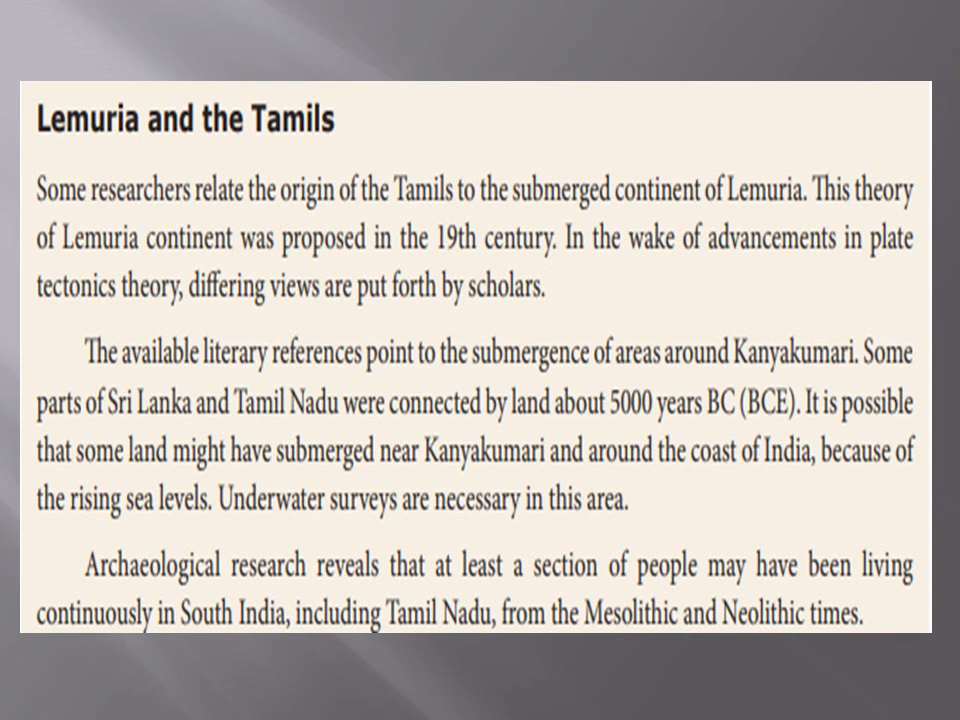 Lemuria and the Tamils
Some researchers relate the origin of the Tamils to the submerged continent of Lemuria. This theory
of Lemuria continent was proposed in the 19th century. In the wake of advancements in plate
tectonics theory, differing views are put forth by scholars.
The available literary references point to the submergence of areas around Kanyakumari. Some
parts of Sri Lanka and Tamil Nadu were connected by land about 5000 years BC (BCE). It is possible
that some land might have submerged near Kanyakumari and around the coast of India, because of
the rising sea levels. Underwater surveys are necessary in this area.
Archaeological research reveals that at least a section of people may have been living
continuously in South India, including Tamil Nadu, from the Mesolithic and Neolithic times.